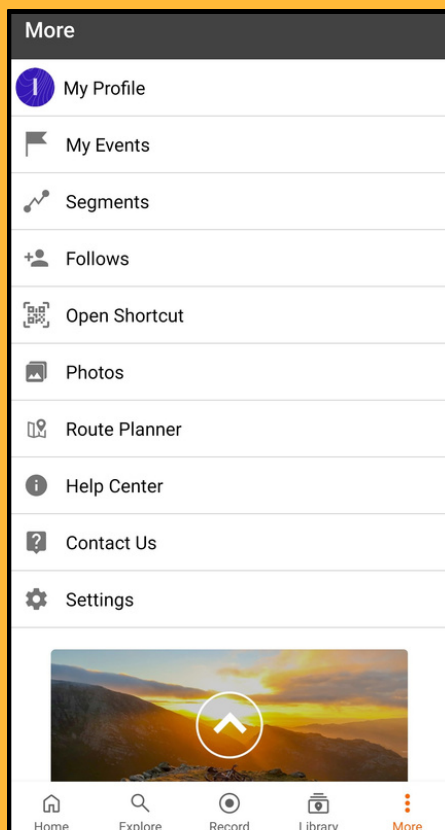 More
I
My Profile
My Events
Segments
Follows
Open Shortcut
Photos
Route Planner
Help Center
Contact Us
Settings
Home
Explore
Record
Library
More